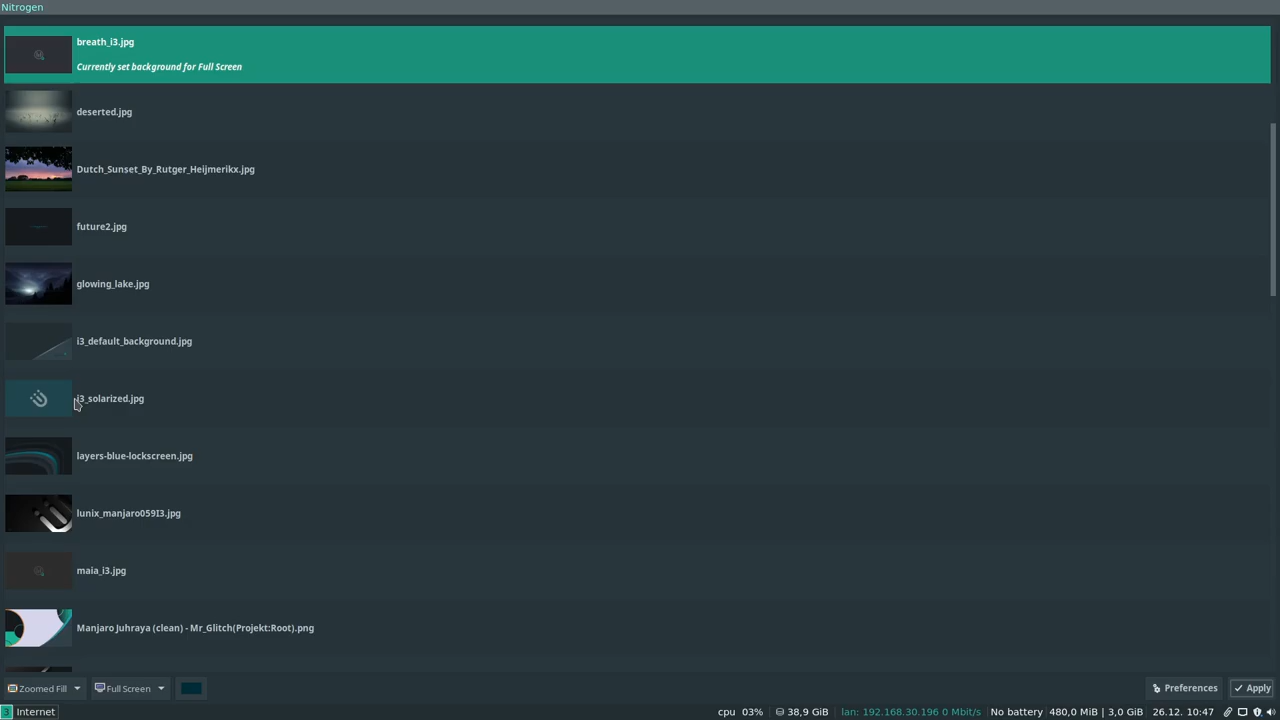 Nitrogen
breath_i3.jpg
Currently set background for Full Screen
deserted.jpg
Dutch_Sunset_By_Rutger_Heijmerikx.jpg
future2.jpg
glowing_lake.jpg
i3_default_background.jpg
i3_solarized.jpg
layers-blue-lockscreen.jpg
lunix_manjaro059I3.jpg
maia_i3.jpg
Manjaro Juhraya (clean) - Mr_Glitch(Projekt:Root).png
Zoomed Fill Full Screen Preferences Apply
3 Internet cpu 03% 38,9 GiB lan: 192.168.30.196 0 Mbit/s No battery 480,0 MiB | 3,0 GiB 26.12. 10:47